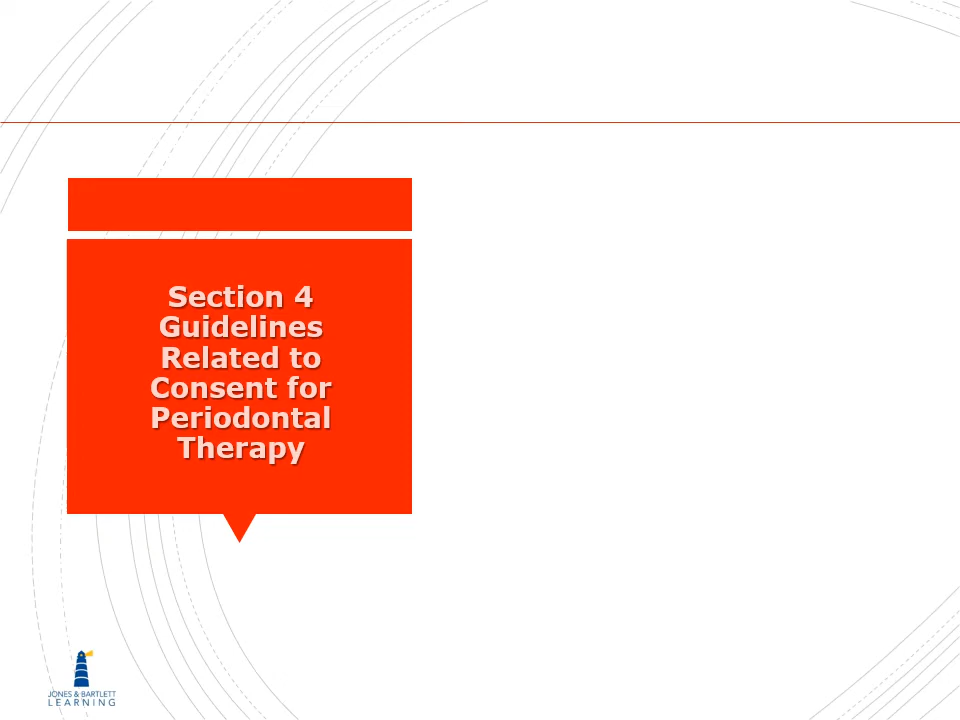 Section 4
Guidelines
Related to
Consent for
Periodontal
Therapy
JONES & BARTLETT
LEARNING